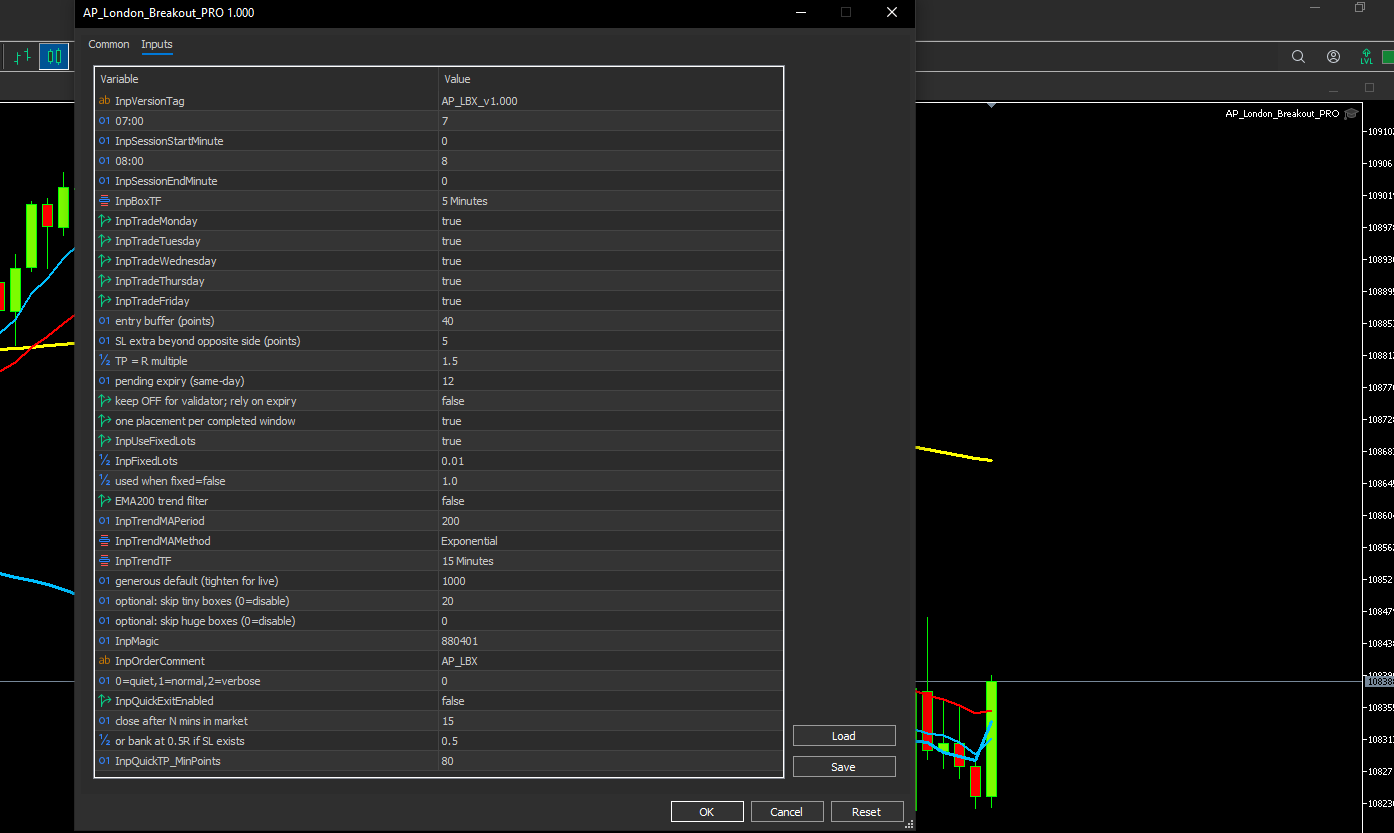 AP_London_Breakout_PRO 1.000
Common Inputs
LVL
Variable Value
ab InpVersionTag AP_LBX_v1.000
01 07:00 7
01 InpSessionStartMinute 0
01 08:00 8
01 InpSessionEndMinute 0
InpBoxTF 5 Minutes
InpTradeMonday true
InpTradeTuesday true
InpTradeWednesday true
InpTradeThursday true
InpTradeFriday true
01 entry buffer (points) 40
01 SL extra beyond opposite side (points) 5
½ TP = R multiple 1.5
01 pending expiry (same-day) 12
keep OFF for validator; rely on expiry false
one placement per completed window true
InpUseFixedLots true
½ InpFixedLots 0.01
½ used when fixed=false 1.0
EMA200 trend filter false
01 InpTrendMAPeriod 200
InpTrendMAMethod Exponential
InpTrendTF 15 Minutes
01 generous default (tighten for live) 1000
01 optional: skip tiny boxes (0=disable) 20
01 optional: skip huge boxes (0=disable) 0
01 InpMagic 880401
ab InpOrderComment AP_LBX
01 0=quiet,1=normal,2=verbose 0
InpQuickExitEnabled false
01 close after N mins in market 15
½ or bank at 0.5R if SL exists 0.5
01 InpQuickTP_MinPoints 80
Load
Save
OK Cancel Reset
AP_London_Breakout_PRO
10910
10906
10901
10897
10893
10889
10885
10881
10877
10872
10868
10864
10860
10856
10852
10847
10843
10839
10838
10835
10831
10827
10823